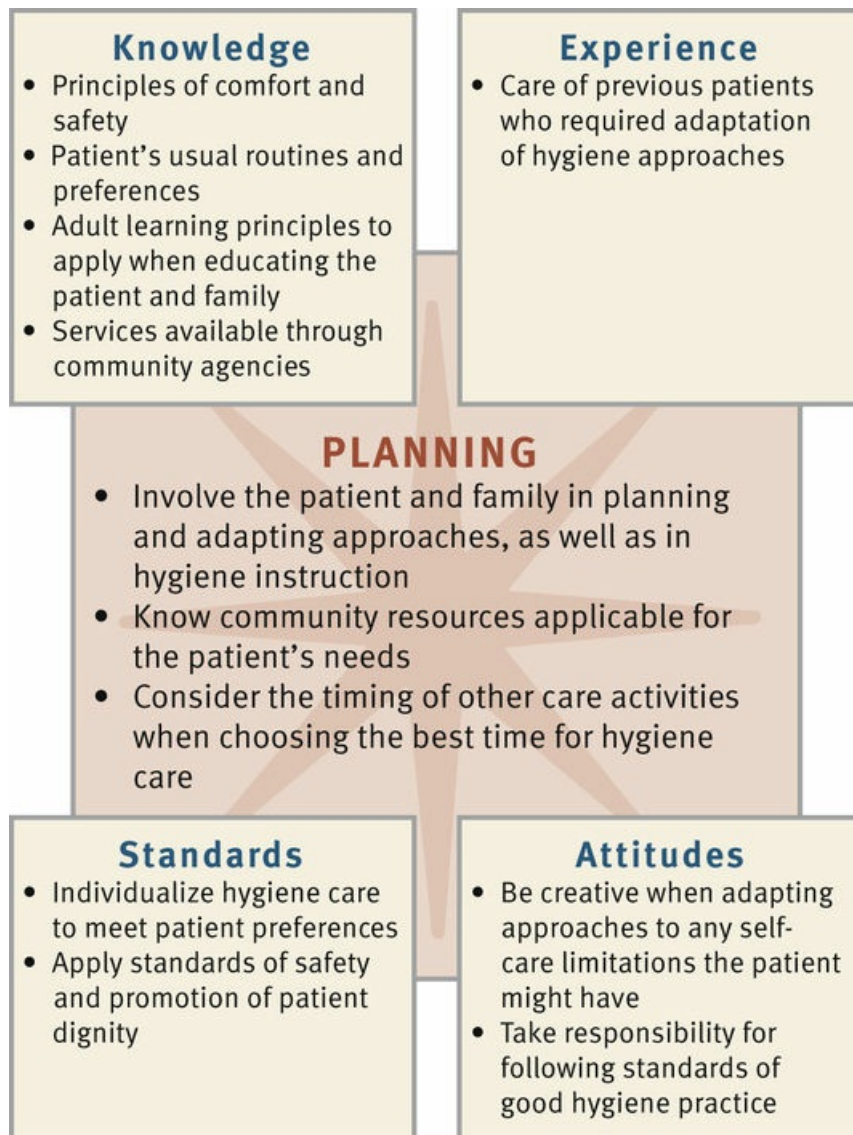 Knowledge
• Principles of comfort and
safety
• Patient’s usual routines and
preferences
• Adult learning principles to
apply when educating the
patient and family
• Services available through
community agencies
Experience
• Care of previous patients
who required adaptation
of hygiene approaches
PLANNING
• Involve the patient and family in planning
and adapting approaches, as well as in
hygiene instruction
• Know community resources applicable for
the patient’s needs
• Consider the timing of other care activities
when choosing the best time for hygiene
care
Standards
• Individualize hygiene care
to meet patient preferences
• Apply standards of safety
and promotion of patient
dignity
Attitudes
• Be creative when adapting
approaches to any self-
care limitations the patient
might have
• Take responsibility for
following standards of
good hygiene practice